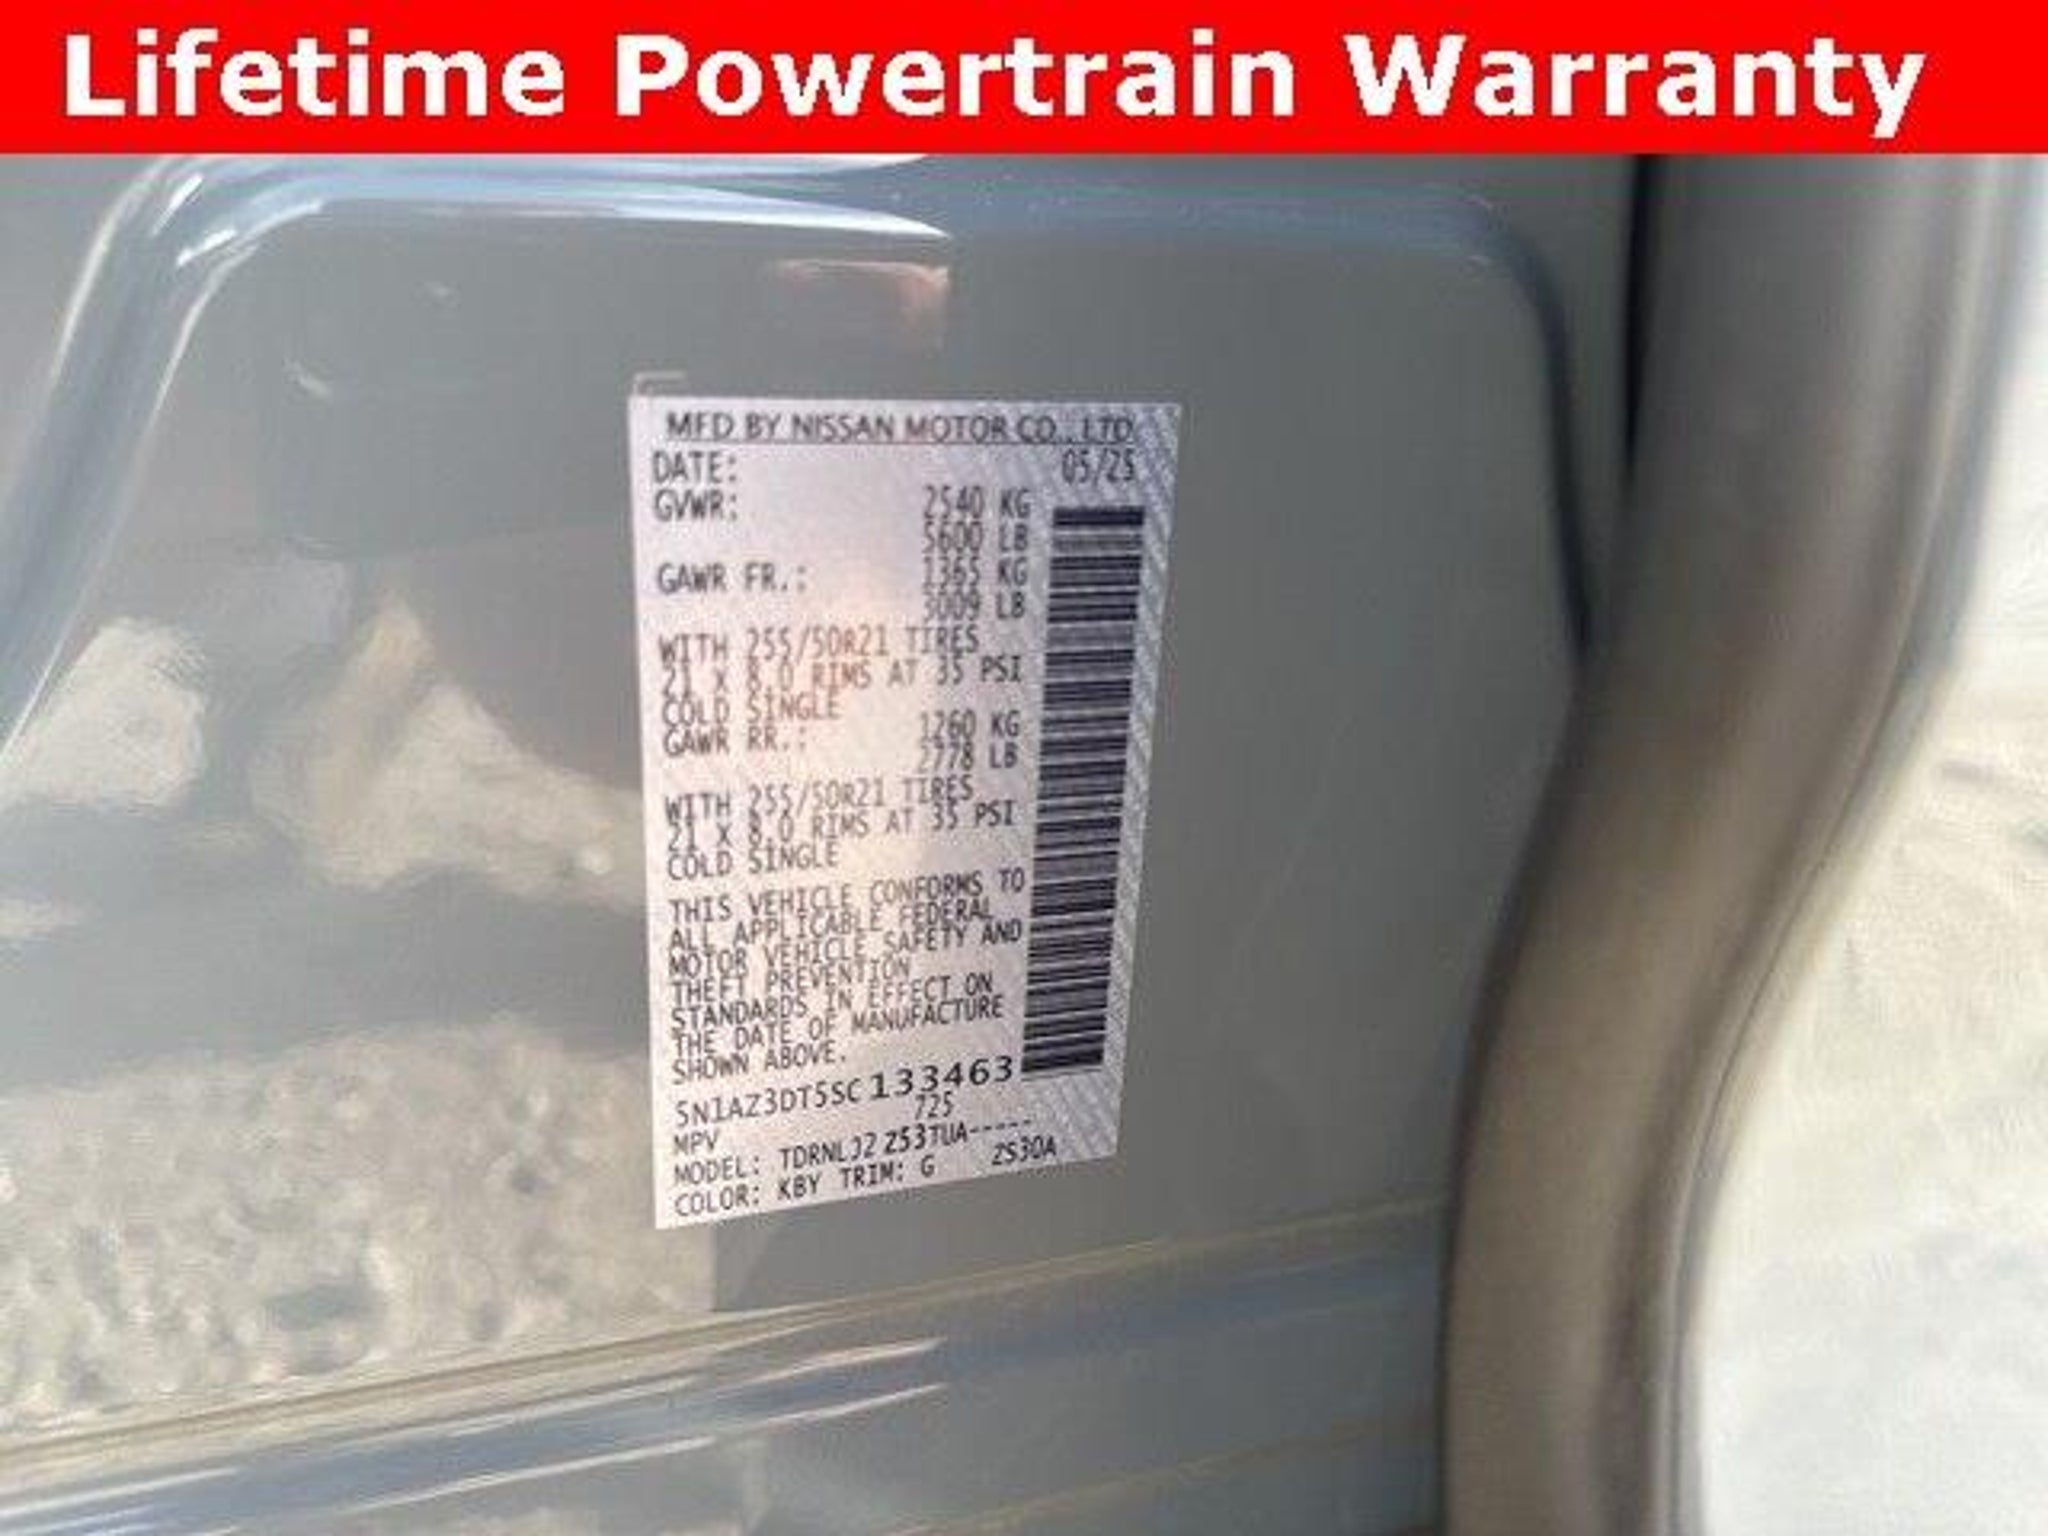 Lifetime Powertrain Warranty
MFD BY NISSAN MOTOR CO., LTD.
DATE: 05/25
GVWR: 2540 KG
5600 LB
GAWR FR.: 1365 KG
3009 LB
WITH 255/50R21 TIRES
21 X 8.0 RIMS AT 35 PSI
COLD SINGLE
GAWR RR.: 1260 KG
2778 LB
WITH 255/50R21 TIRES
21 X 8.0 RIMS AT 35 PSI
COLD SINGLE
THIS VEHICLE CONFORMS TO
ALL APPLICABLE FEDERAL
MOTOR VEHICLE SAFETY AND
THEFT PREVENTION
STANDARDS IN EFFECT ON
THE DATE OF MANUFACTURE
SHOWN ABOVE.
5N1AZ3DT5SC133463
MPV 725
MODEL: TDRNLJ2 Z53TUA-----
COLOR: KBY TRIM: G ZS30A